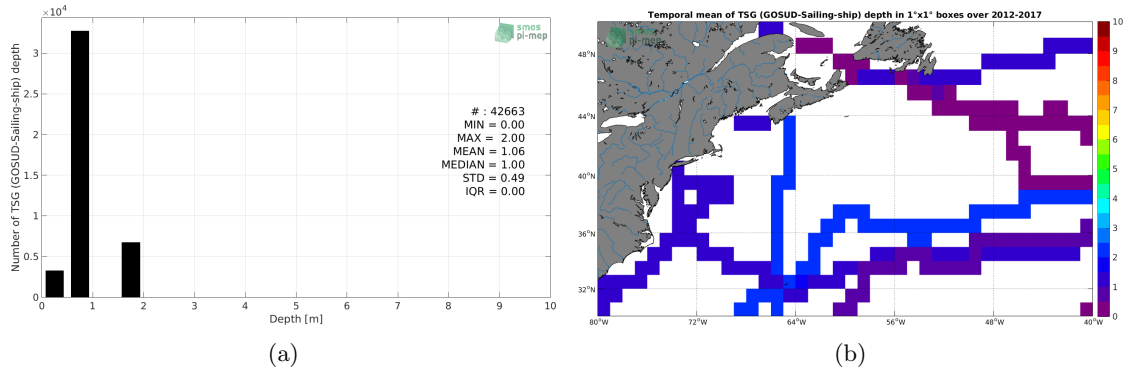 ×10⁴
smos
pi-mep
3
2.5
2
1.5
1
0.5
0
Number of TSG (GOSUD-Sailing-ship) depth
# : 42663
MIN = 0.00
MAX = 2.00
MEAN = 1.06
MEDIAN = 1.00
STD = 0.49
IQR = 0.00
0 1 2 3 4 5 6 7 8 9 10
Depth [m]
(a)
Temporal mean of TSG (GOSUD-Sailing-ship) depth in 1°x1° boxes over 2012-2017
smos
pi-mep
48°N
44°N
40°N
36°N
32°N
80°W 72°W 64°W 56°W 48°W 40°W
10
9
8
7
6
5
4
3
2
1
0
(b)